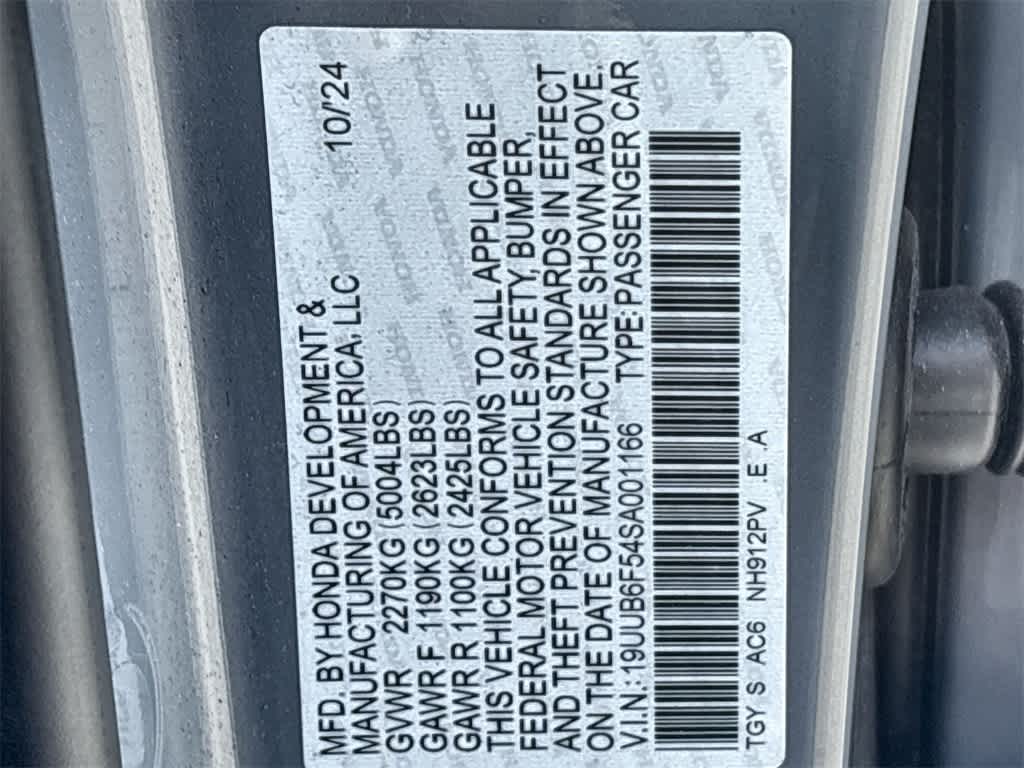 MFD. BY HONDA DEVELOPMENT &
MANUFACTURING OF AMERICA, LLC 10/'24
GVWR 2270KG (5004LBS)
GAWR F 1190KG (2623LBS)
GAWR R 1100KG (2425LBS)
THIS VEHICLE CONFORMS TO ALL APPLICABLE
FEDERAL MOTOR VEHICLE SAFETY, BUMPER,
AND THEFT PREVENTION STANDARDS IN EFFECT
ON THE DATE OF MANUFACTURE SHOWN ABOVE.
V.I.N.:19UUB6F54SA001166 TYPE:PASSENGER CAR
TGY S AC6 NH912PV .E .A